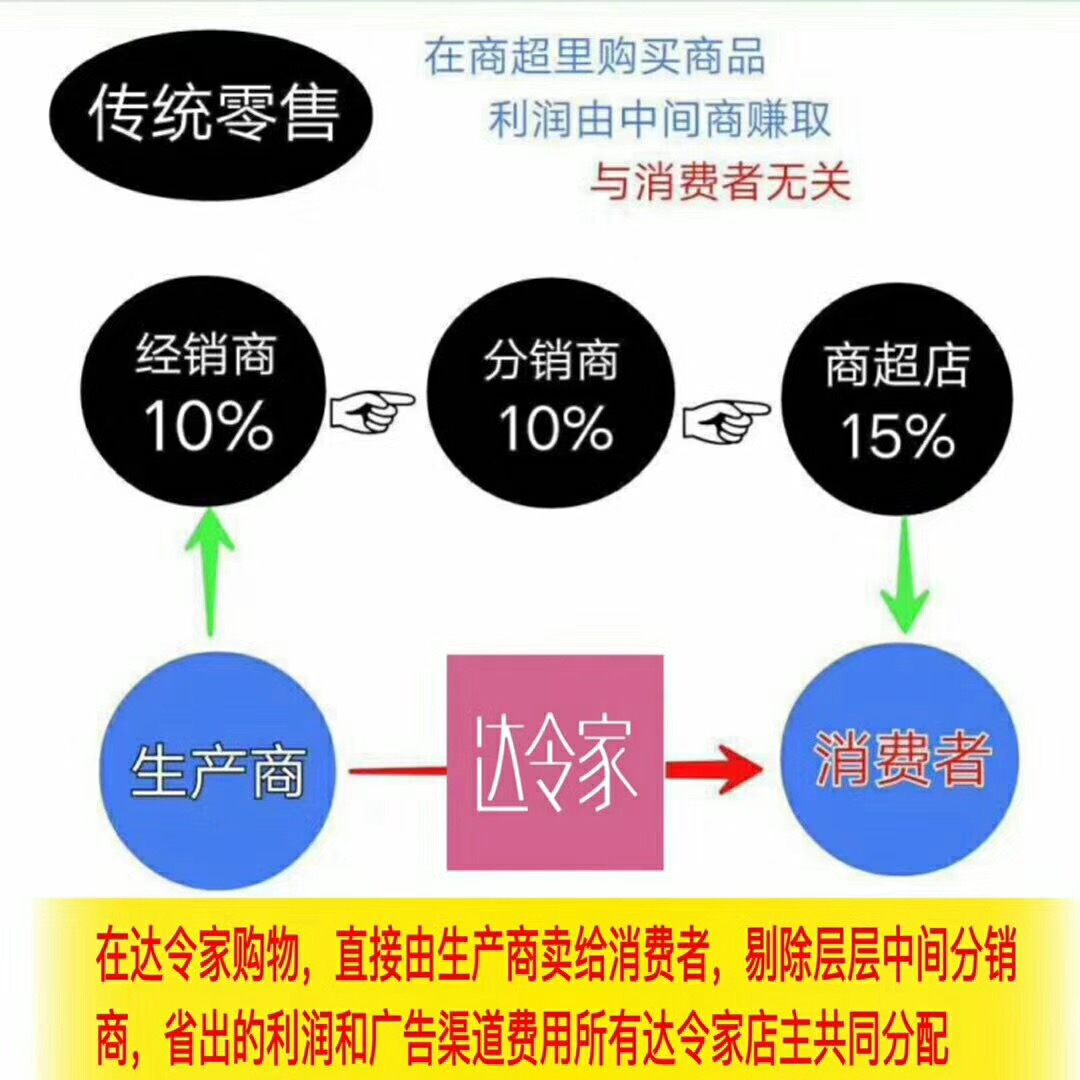 传统零售
在商超里购买商品
利润由中间商赚取
与消费者无关
经销商
10%
分销商
10%
商超店
15%
生产商
达令家
消费者
在达令家购物，直接由生产商卖给消费者，剔除层层中间分销
商，省出的利润和广告渠道费用所有达令家店主共同分配